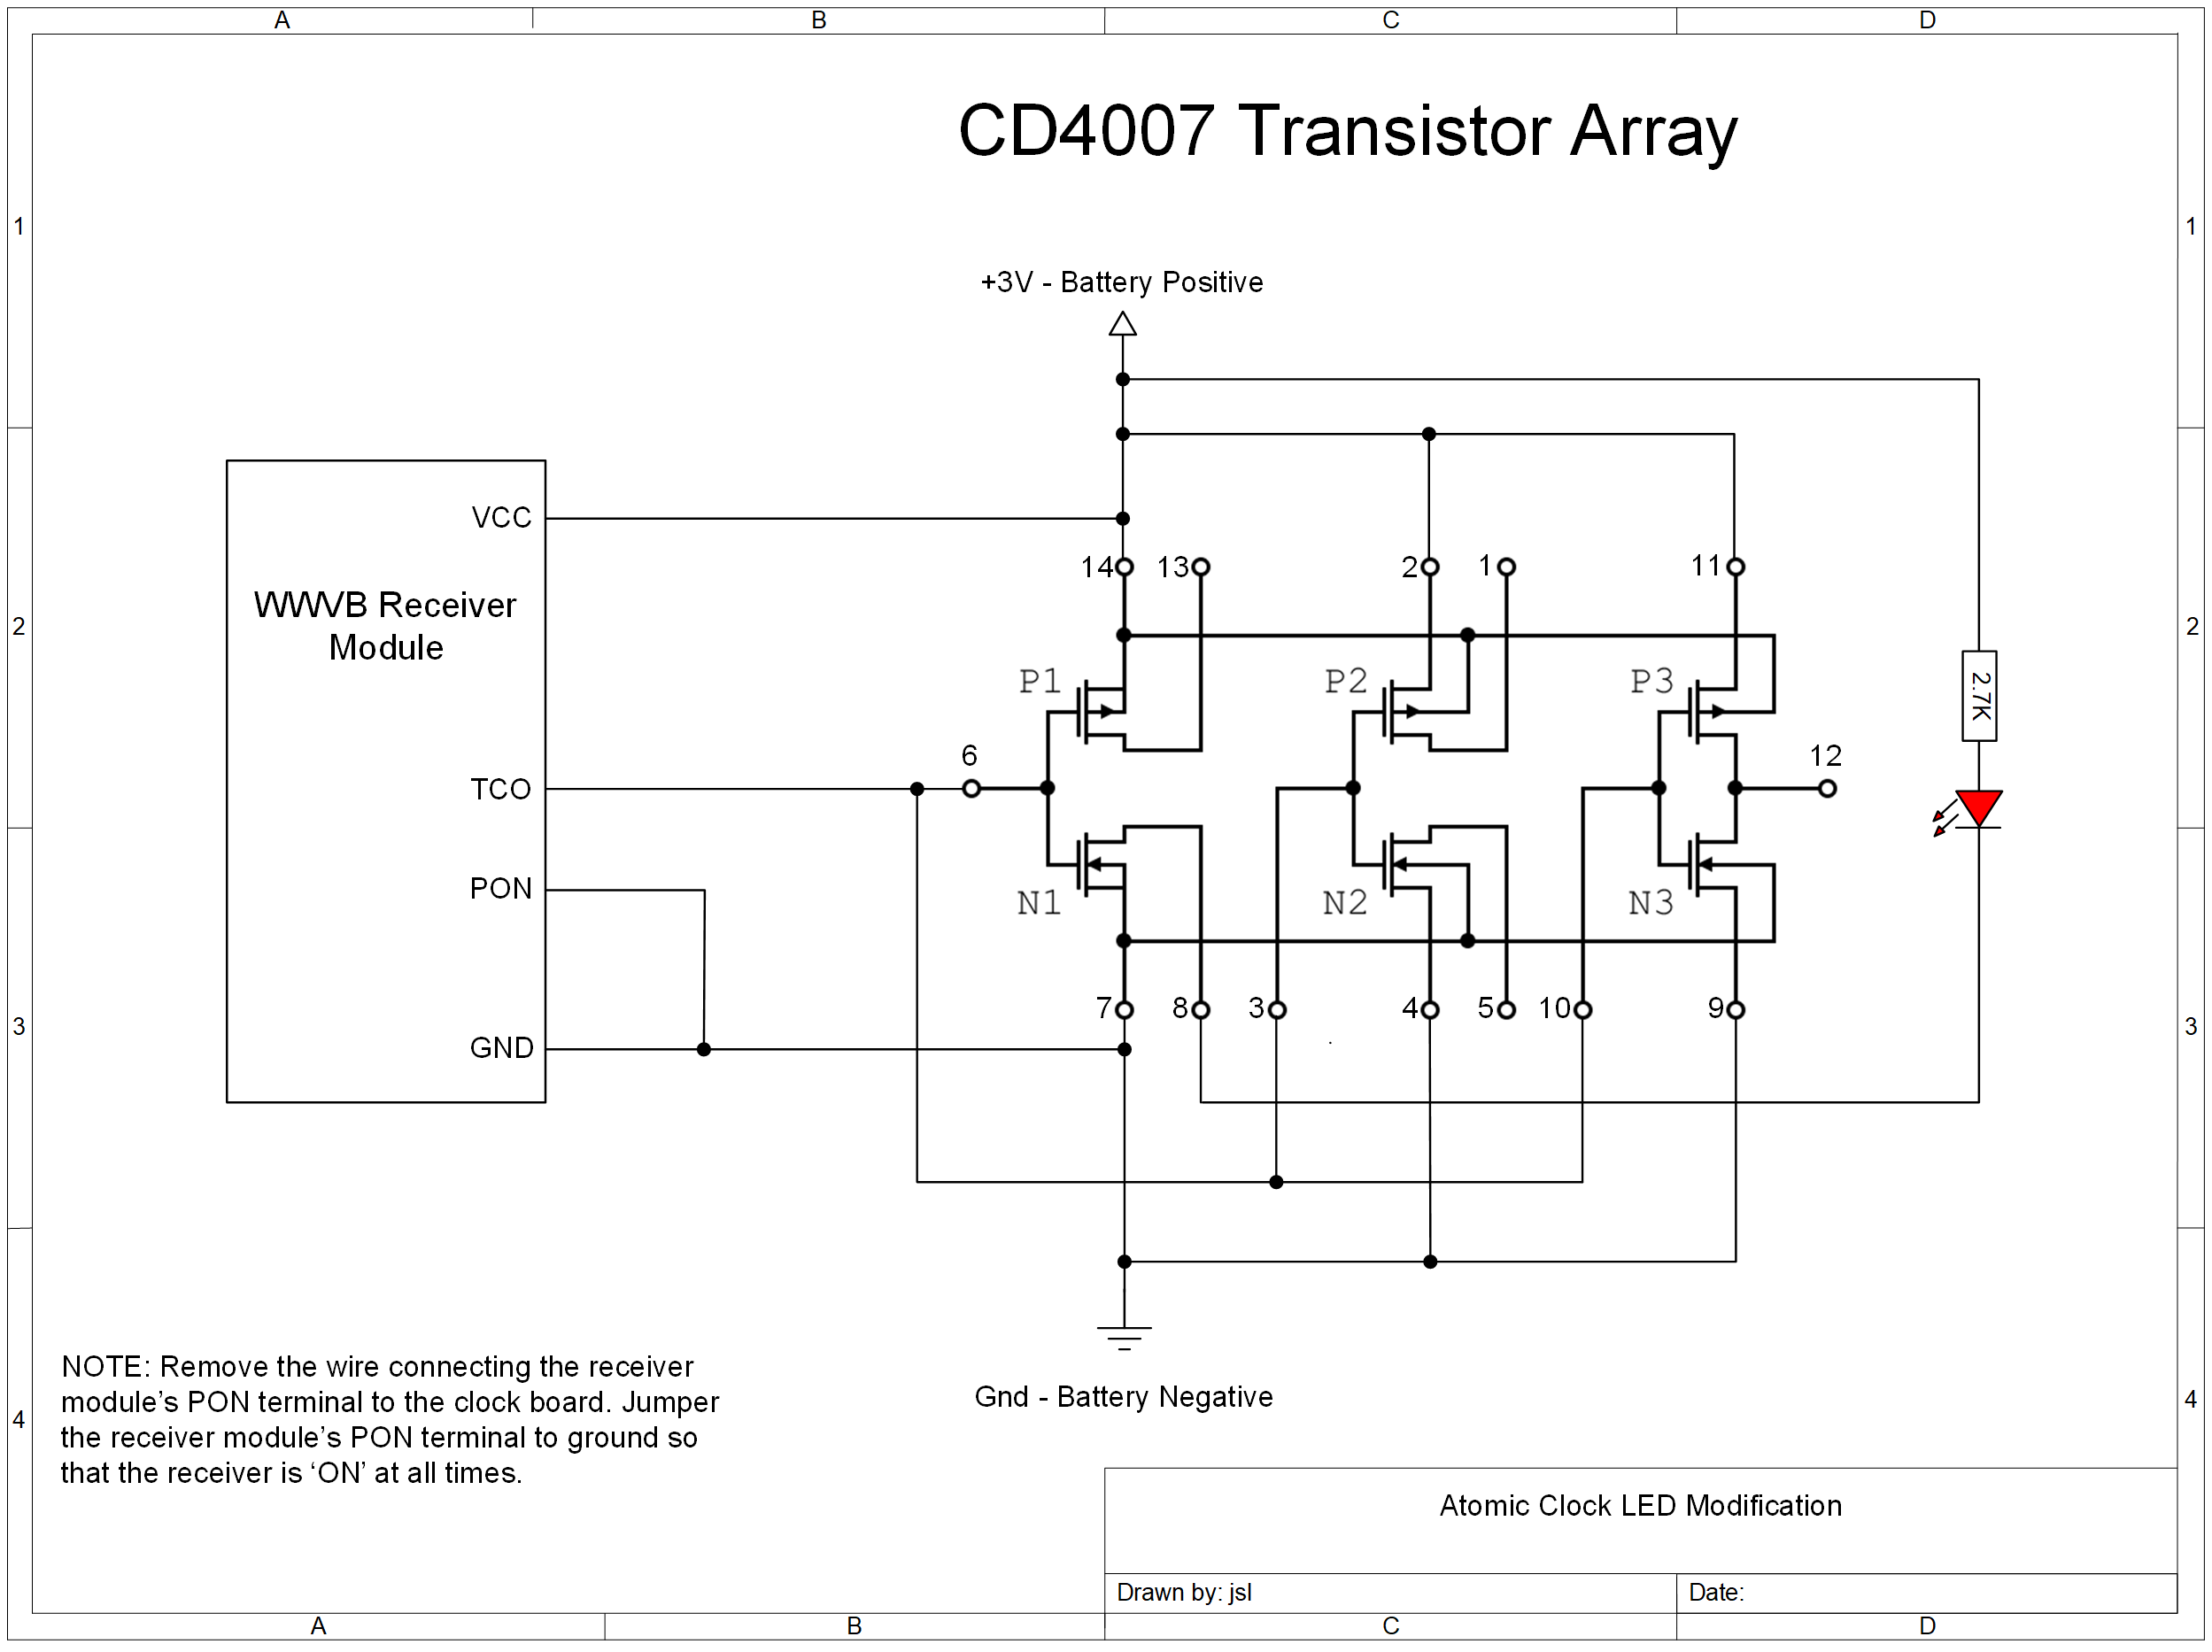 A B C D
CD4007 Transistor Array
1 1
+3V - Battery Positive
VCC
14 13 2 1 11
WWVB Receiver
Module
2 2
P1 P2 P3
2.7K
6 12
TCO
PON
N1 N2 N3
7 8 3 4 5 10 9
3 3
GND
NOTE: Remove the wire connecting the receiver
module’s PON terminal to the clock board. Jumper
the receiver module’s PON terminal to ground so
that the receiver is ‘ON’ at all times.
Gnd - Battery Negative
4 4
Atomic Clock LED Modification
Drawn by: jsl Date:
A B C D